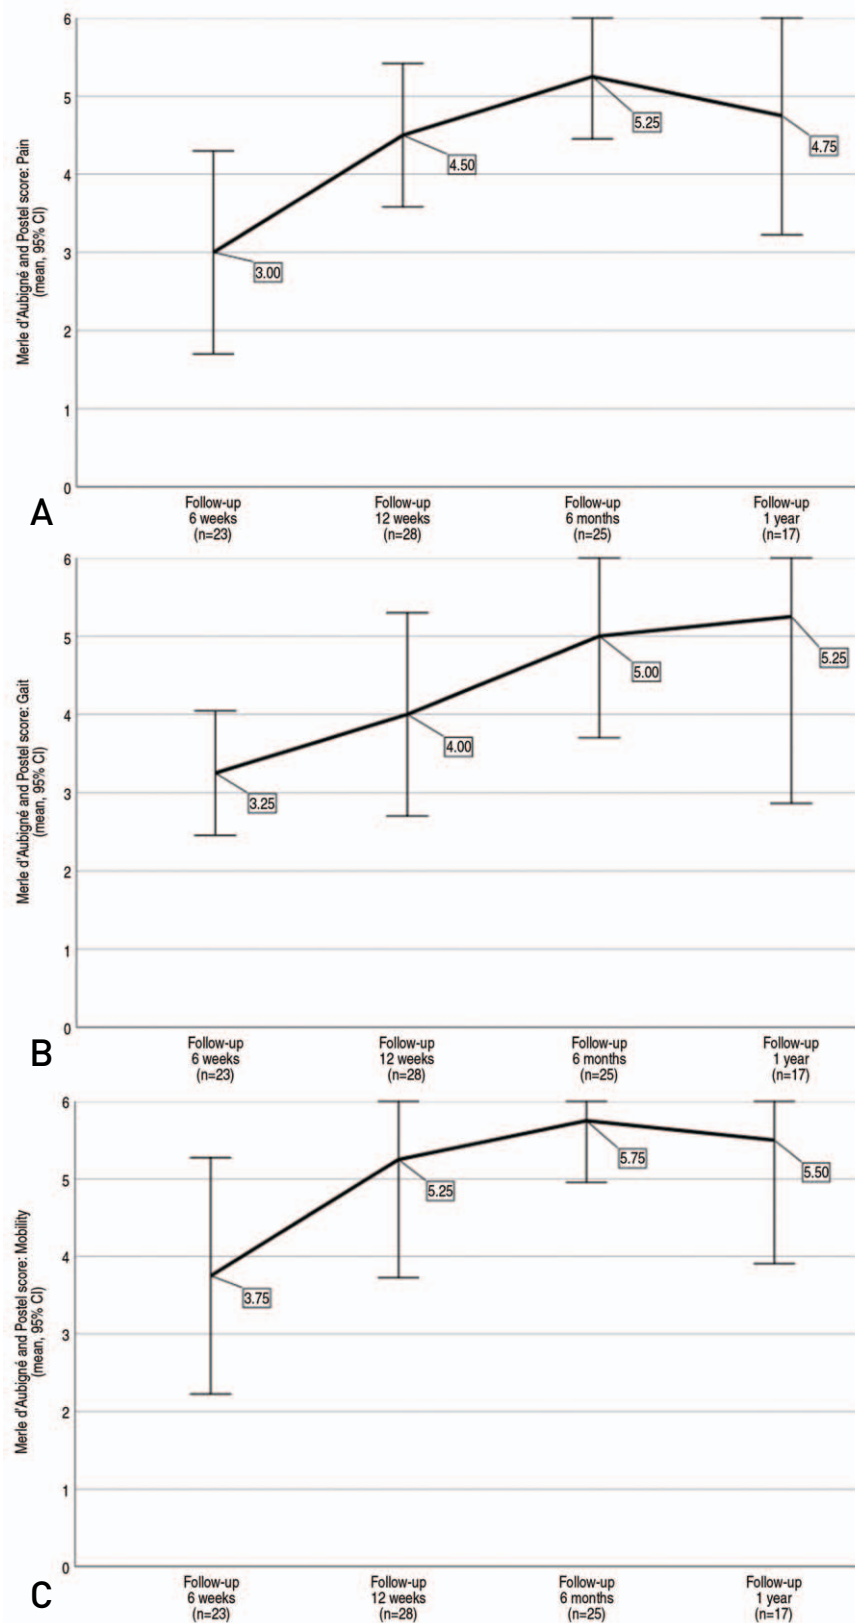 Merle d'Aubigné and Postel score: Pain
(mean, 95% CI)
6
5
4
3
2
1
0
3.00
4.50
5.25
4.75
Follow-up
6 weeks
(n=23)
Follow-up
12 weeks
(n=28)
Follow-up
6 months
(n=25)
Follow-up
1 year
(n=17)
A
Merle d'Aubigné and Postel score: Gait
(mean, 95% CI)
6
5
4
3
2
1
0
3.25
4.00
5.00
5.25
Follow-up
6 weeks
(n=23)
Follow-up
12 weeks
(n=28)
Follow-up
6 months
(n=25)
Follow-up
1 year
(n=17)
B
Merle d'Aubigné and Postel score: Mobility
(mean, 95% CI)
6
5
4
3
2
1
0
3.75
5.25
5.75
5.50
Follow-up
6 weeks
(n=23)
Follow-up
12 weeks
(n=28)
Follow-up
6 months
(n=25)
Follow-up
1 year
(n=17)
C